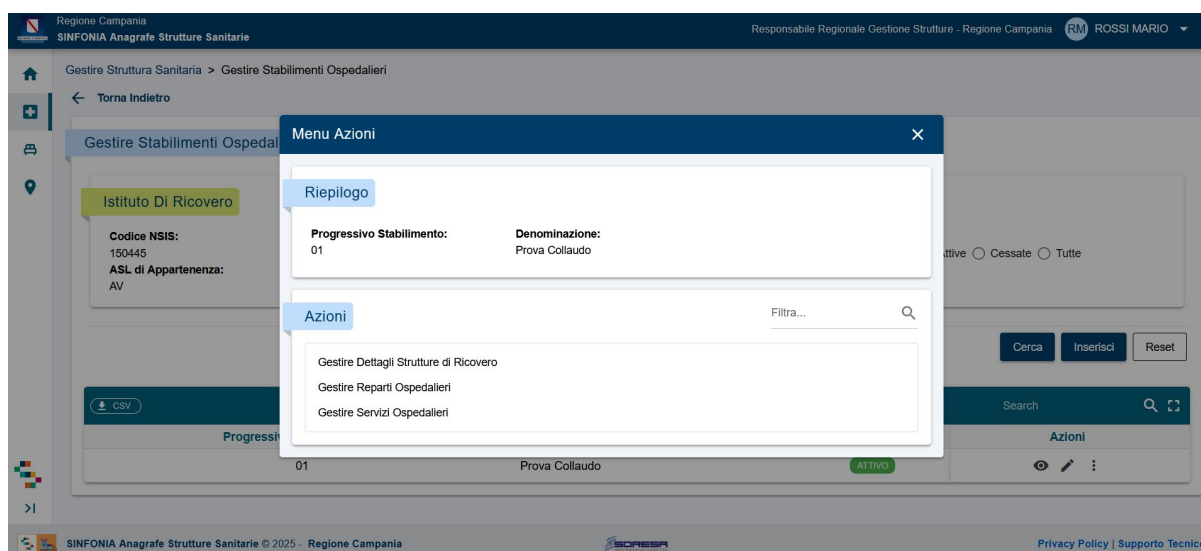 Regione Campania
SINFONIA Anagrafe Strutture Sanitarie
Responsabile Regionale Gestione Strutture - Regione Campania RM ROSSI MARIO
Gestire Struttura Sanitaria > Gestire Stabilimenti Ospedalieri
Torna Indietro
Gestire Stabilimenti Ospedal
Menu Azioni
Istituto Di Ricovero
Codice NSIS:
150445
ASL di Appartenenza:
AV
Riepilogo
Progressivo Stabilimento: Denominazione:
01 Prova Collaudo
ttive Cessate Tutte
Azioni
Filtra...
Gestire Dettagli Strutture di Ricovero
Gestire Reparti Ospedalieri
Gestire Servizi Ospedalieri
Cerca Inserisci Reset
CSV Search
Progressiv Azioni
01 Prova Collaudo ATTIVO
SINFONIA Anagrafe Strutture Sanitarie © 2025 - Regione Campania
SORESA
Privacy Policy | Supporto Tecnico